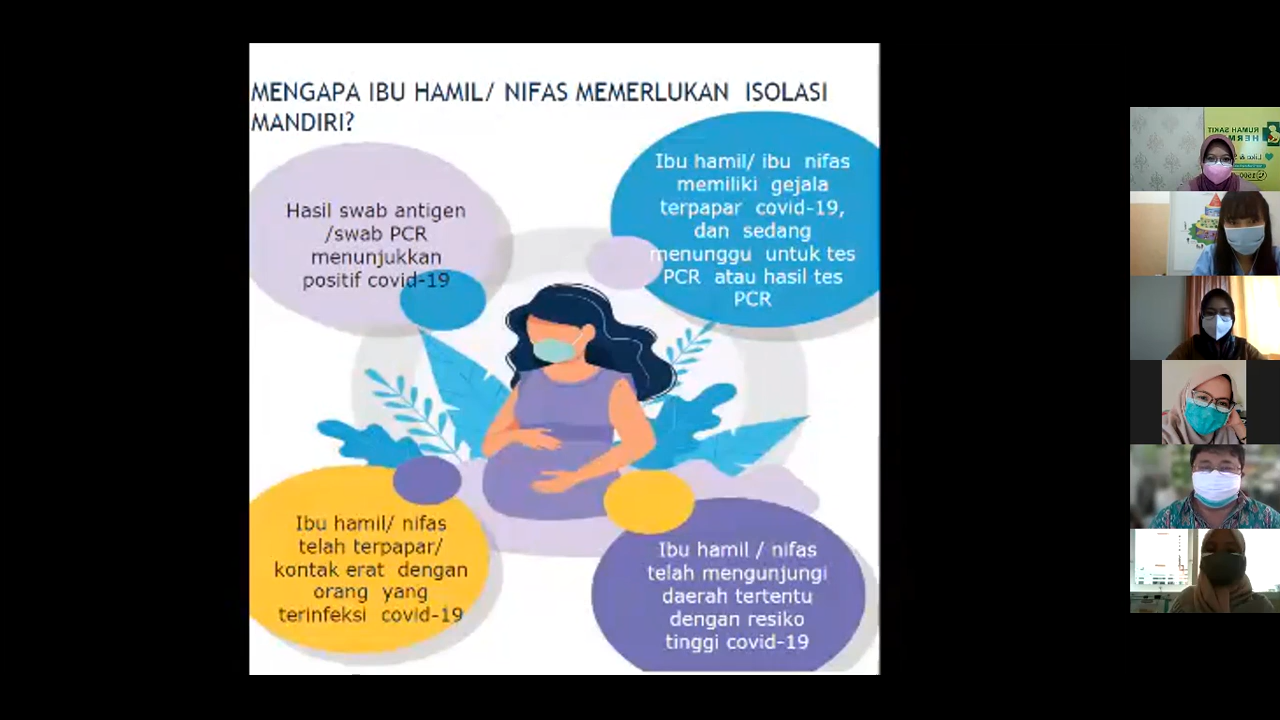 MENGAPA IBU HAMIL/ NIFAS MEMERLUKAN ISOLASI
MANDIRI?
Hasil swab antigen
/swab PCR
menunjukkan
positif covid-19
Ibu hamil/ ibu nifas
memiliki gejala
terpapar covid-19,
dan sedang
menunggu untuk tes
PCR atau hasil tes
PCR
Ibu hamil/ nifas
telah terpapar/
kontak erat dengan
orang yang
terinfeksi covid-19
Ibu hamil / nifas
telah mengunjungi
daerah tertentu
dengan resiko
tinggi covid-19
RUMAH SAKIT